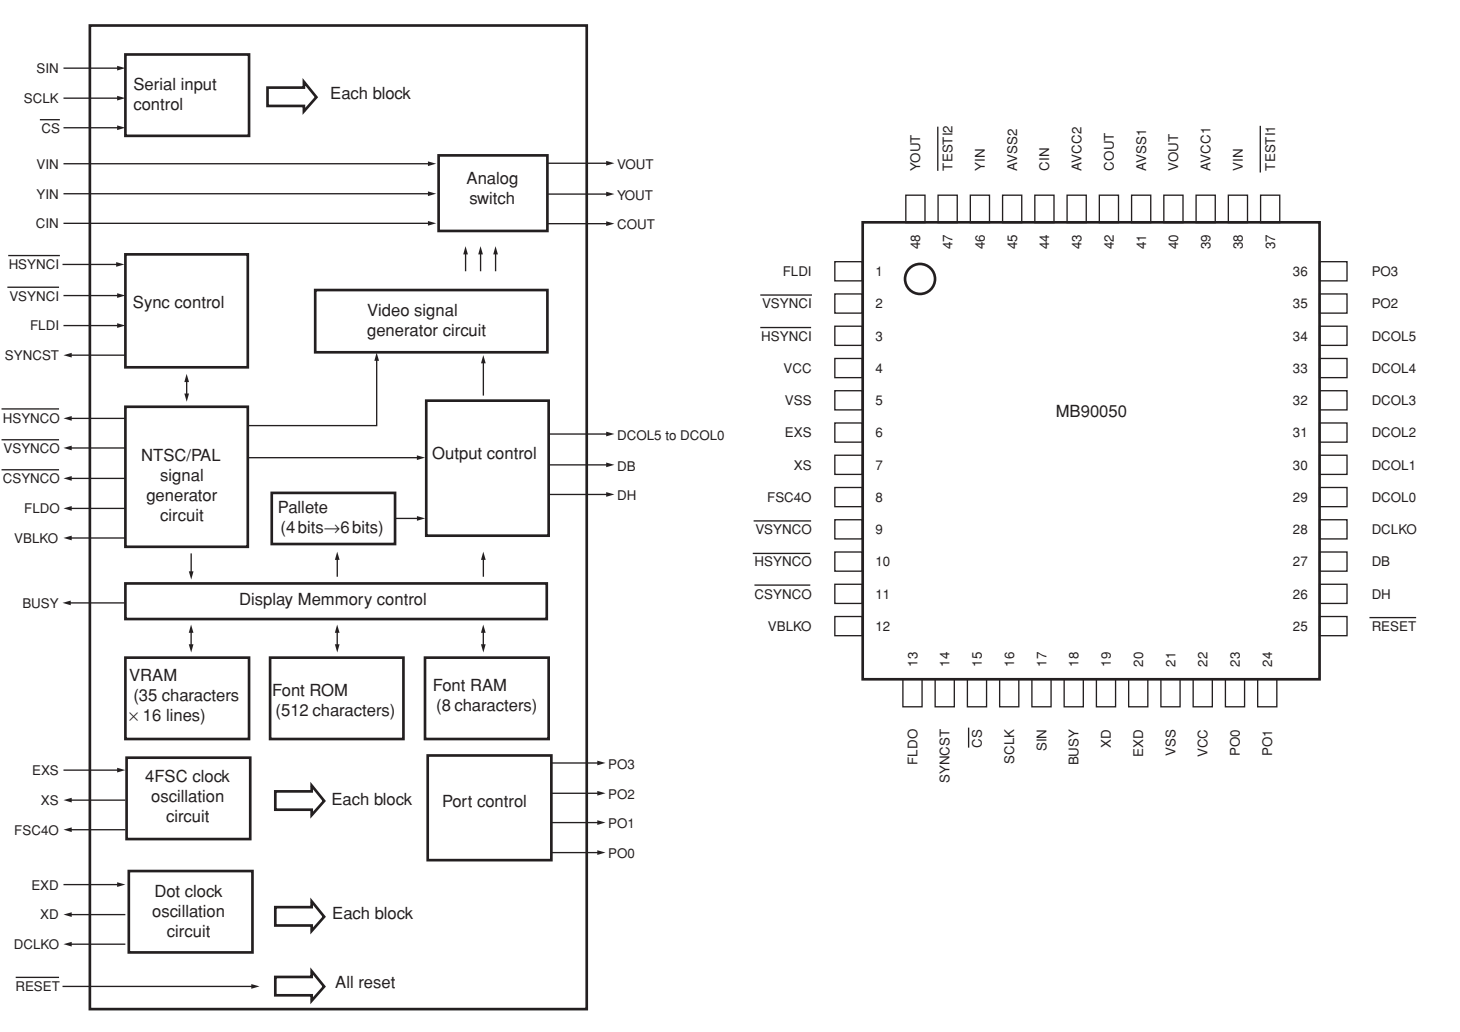 SIN
SCLK
CS
Serial input
control
Each block
VIN
YIN
CIN
Analog
switch
VOUT
YOUT
COUT
HSYNCI
VSYNCI
FLDI
SYNCST
Sync control
Video signal
generator circuit
HSYNCO
VSYNCO
CSYNCO
FLDO
VBLKO
NTSC/PAL
signal
generator
circuit
Output control
DCOL5 to DCOL0
DB
DH
Pallete
(4 bits→6 bits)
BUSY
Display Memmory control
VRAM
(35 characters
× 16 lines)
Font ROM
(512 characters)
Font RAM
(8 characters)
EXS
XS
FSC4O
4FSC clock
oscillation
circuit
Each block
Port control
PO3
PO2
PO1
PO0
EXD
XD
DCLKO
Dot clock
oscillation
circuit
Each block
RESET
All reset
YOUT
TESTI2
YIN
AVSS2
CIN
AVCC2
COUT
AVSS1
VOUT
AVCC1
VIN
TESTI1
48
47
46
45
44
43
42
41
40
39
38
37
FLDI 1
VSYNCI 2
HSYNCI 3
VCC 4
VSS 5
EXS 6
XS 7
FSC4O 8
VSYNCO 9
HSYNCO 10
CSYNCO 11
VBLKO 12
MB90050
36 PO3
35 PO2
34 DCOL5
33 DCOL4
32 DCOL3
31 DCOL2
30 DCOL1
29 DCOL0
28 DCLKO
27 DB
26 DH
25 RESET
13
14
15
16
17
18
19
20
21
22
23
24
FLDO
SYNCST
CS
SCLK
SIN
BUSY
XD
EXD
VSS
VCC
PO0
PO1